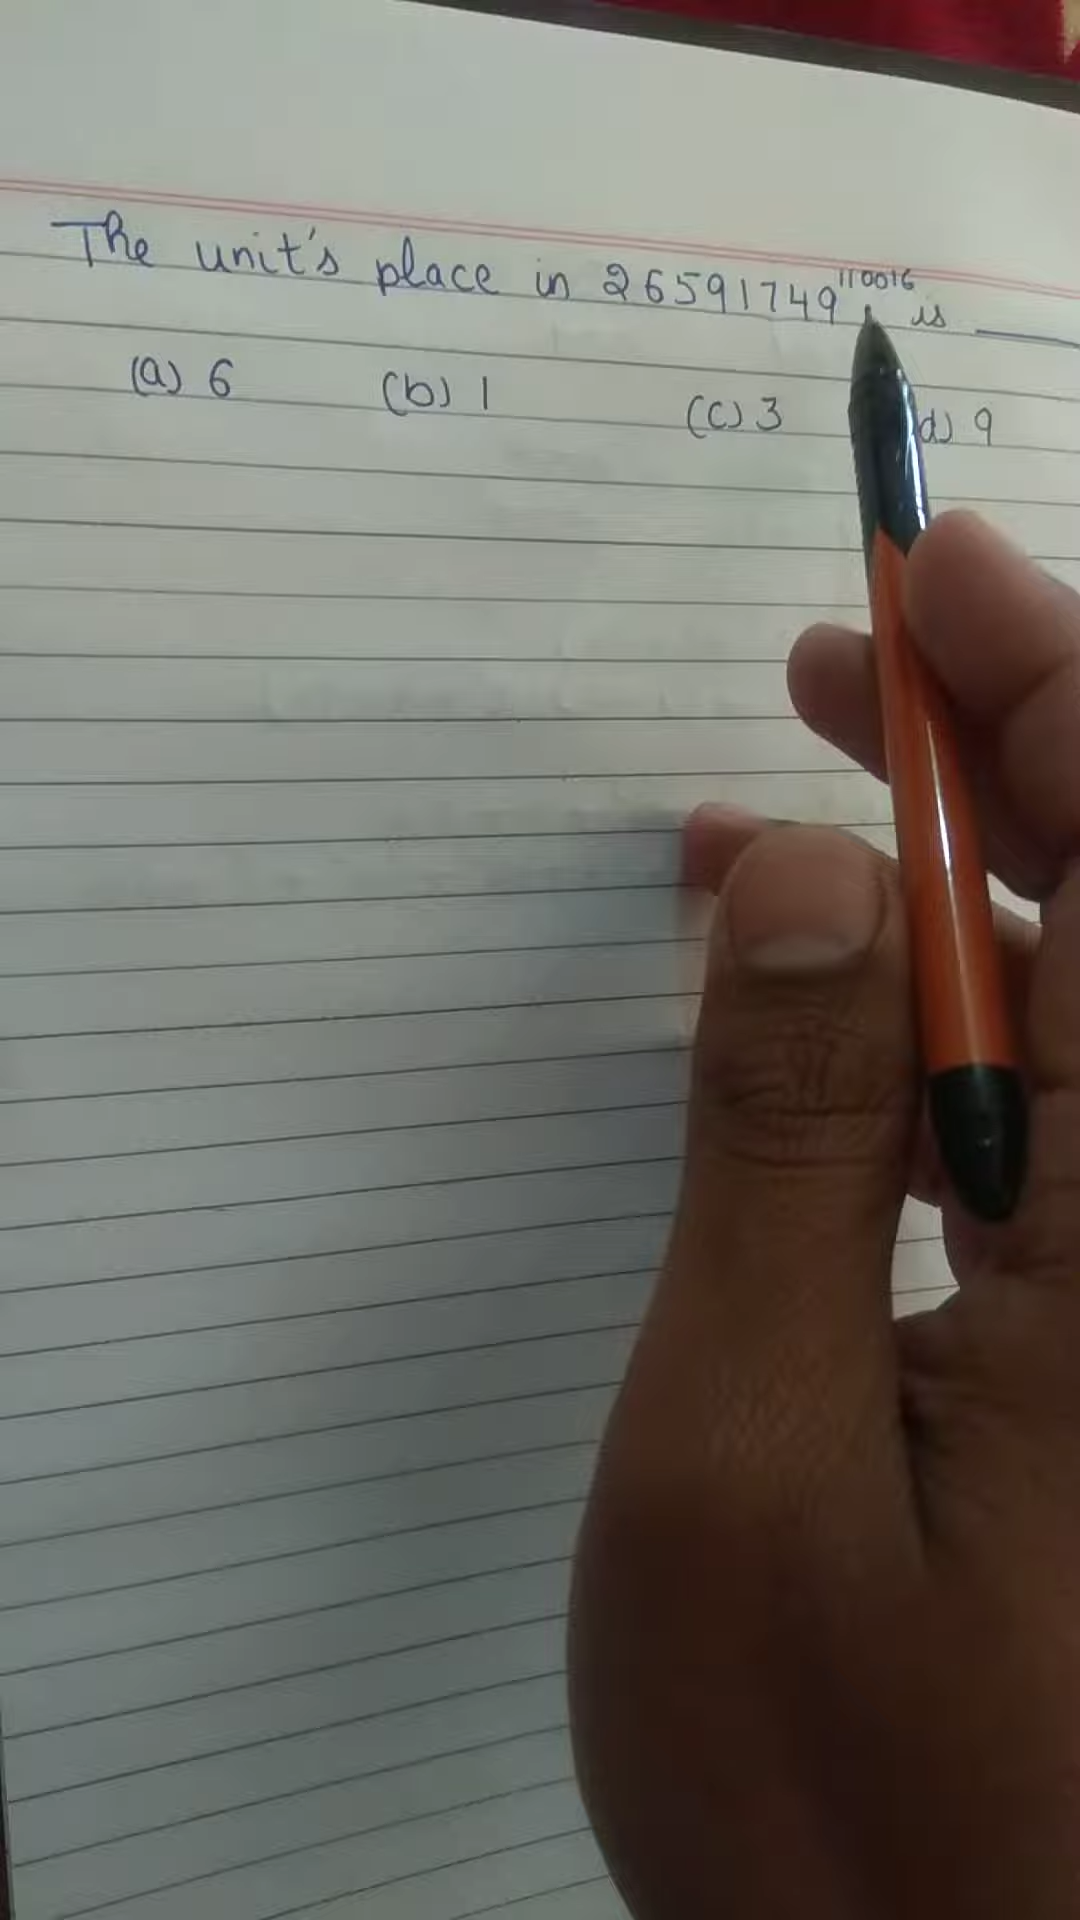 The unit's place in 26591749^110016 is ____
(a) 6 (b) 1 (c) 3 d) 9